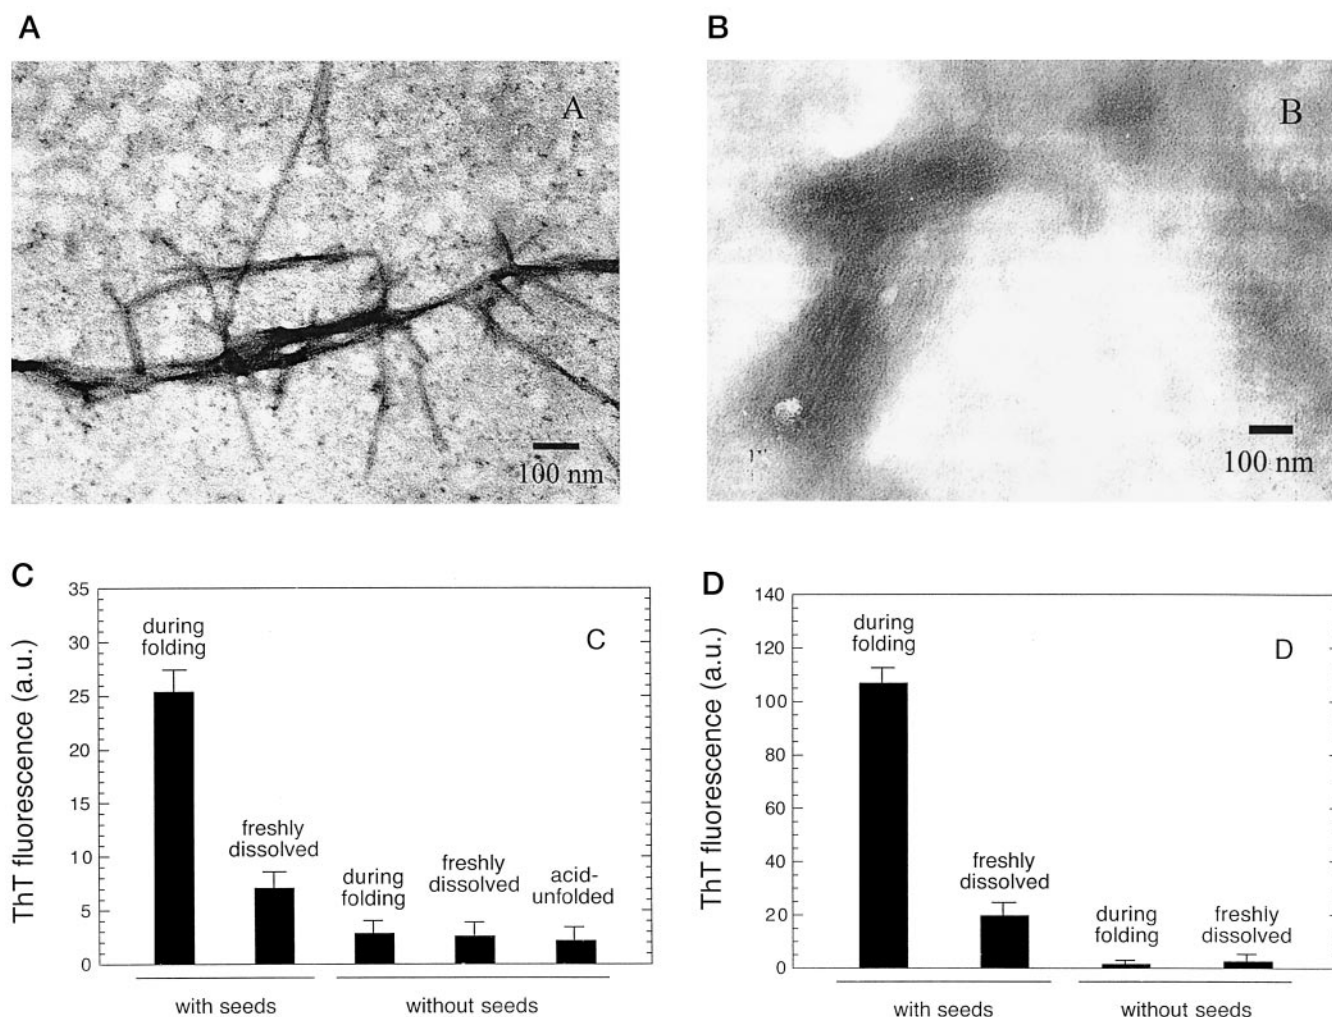 A
B
A
100 nm
B
100 nm
C
ThT fluorescence (a.u.)
35
30
25
20
15
10
5
0
during
folding
freshly
dissolved
during
folding
freshly
dissolved
acid-
unfolded
C
with seeds
without seeds
D
ThT fluorescence (a.u.)
140
120
100
80
60
40
20
0
during
folding
freshly
dissolved
during
folding
freshly
dissolved
D
with seeds
without seeds